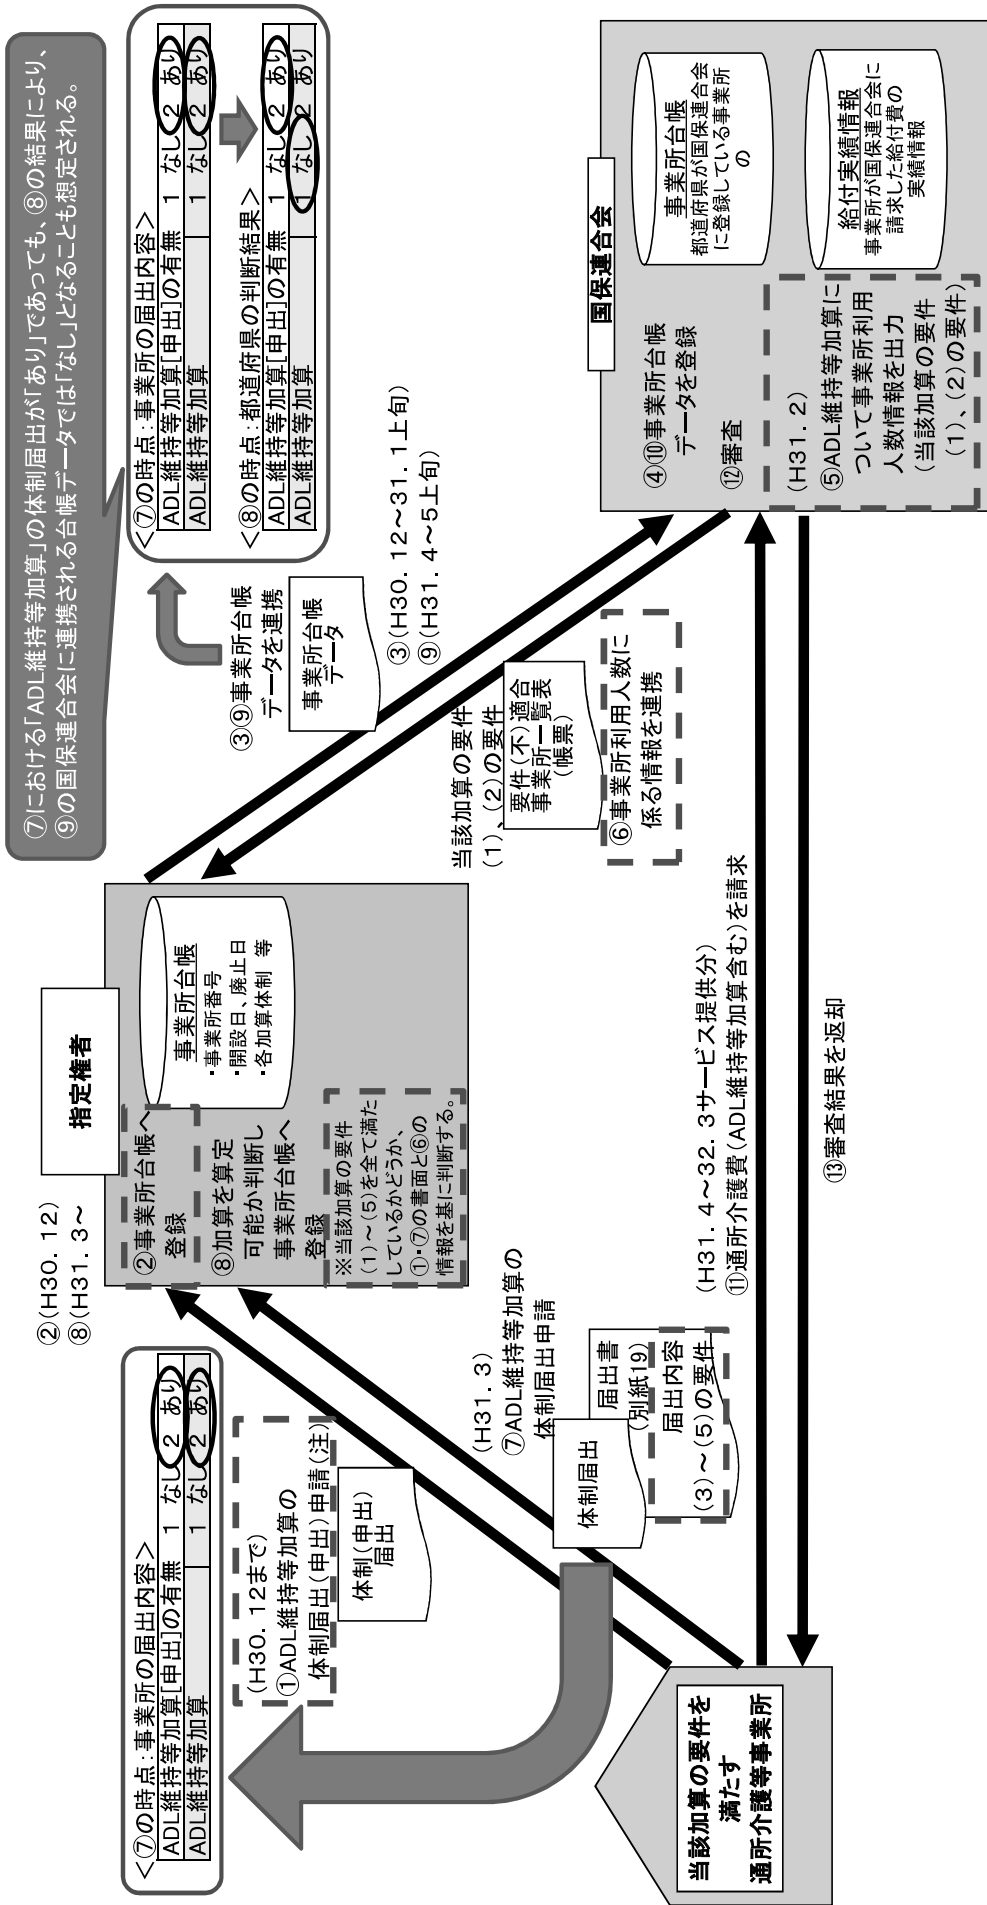 ⑦における「ADL維持等加算」の体制届出が「あり」であっても、⑧の結果により、
⑨の国保連合会に連携される台帳データでは「なし」となることも想定される。
＜⑦の時点：事業所の届出内容＞
ADL維持等加算[申出]の有無 1 なし 2 あり
ADL維持等加算 1 なし 2 あり
②(H30．12)
⑧(H31．3～
指定権者
②事業所台帳へ
登録
⑧加算を算定
可能か判断し
事業所台帳へ
登録
※当該加算の要件
(1)～(5)を全て満た
しているかどうか、
①・⑦の書面と⑥の
情報を基に判断する。
事業所台帳
・事業所番号
・開設日、廃止日
・各加算体制 等
＜⑦の時点：事業所の届出内容＞
ADL維持等加算[申出]の有無 1 なし 2 あり
ADL維持等加算 1 なし 2 あり
＜⑧の時点：都道府県の判断結果＞
ADL維持等加算[申出]の有無 1 なし 2 あり
ADL維持等加算 1 なし 2 あり
(H30．12まで)
①ADL維持等加算の
体制届出(申出)申請(注)
体制(申出)
届出
(H31．3)
⑦ADL維持等加算の
体制届出申請
体制届出
届出書
(別紙19)
届出内容
(3)～(5)の要件
③⑨事業所台帳
データを連携
事業所台帳
データ
③(H30．12～31．1上旬)
⑨(H31．4～5上旬)
当該加算の要件
(1)、(2)の要件
要件(不)適合
事業所一覧表
(帳票)
⑥事業所利用人数に
係る情報を連携
国保連合会
④⑩事業所台帳
データを登録
⑫審査
(H31．2)
⑤ADL維持等加算に
ついて事業所利用
人数情報を出力
(当該加算の要件
(1)、(2)の要件)
事業所台帳
都道府県が国保連合会
に登録している事業所
の
給付実績情報
事業所が国保連合会に
請求した給付費の
実績情報
当該加算の要件を
満たす
通所介護等事業所
(H31．4～32．3サービス提供分)
⑪通所介護費(ADL維持等加算含む)を請求
⑬審査結果を返却